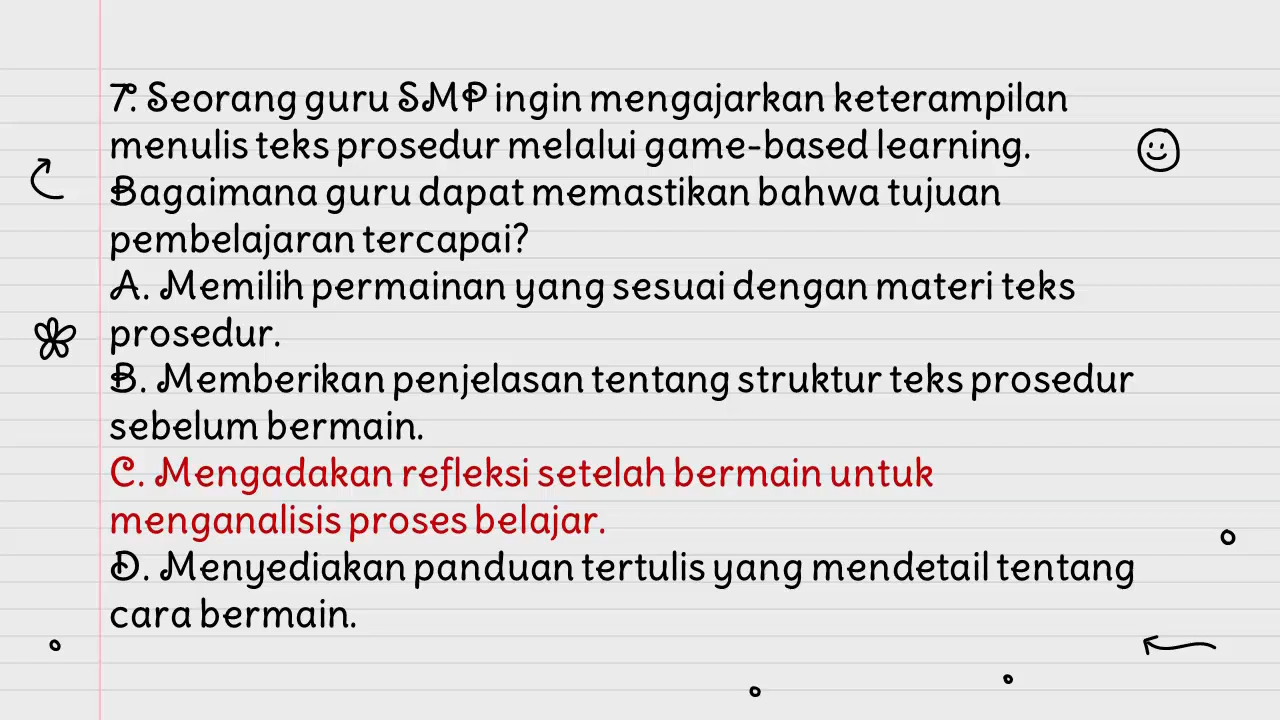 7. Seorang guru SMP ingin mengajarkan keterampilan
menulis teks prosedur melalui game-based learning.
Bagaimana guru dapat memastikan bahwa tujuan
pembelajaran tercapai?
A. Memilih permainan yang sesuai dengan materi teks
prosedur.
B. Memberikan penjelasan tentang struktur teks prosedur
sebelum bermain.
C. Mengadakan refleksi setelah bermain untuk
menganalisis proses belajar.
D. Menyediakan panduan tertulis yang mendetail tentang
cara bermain.